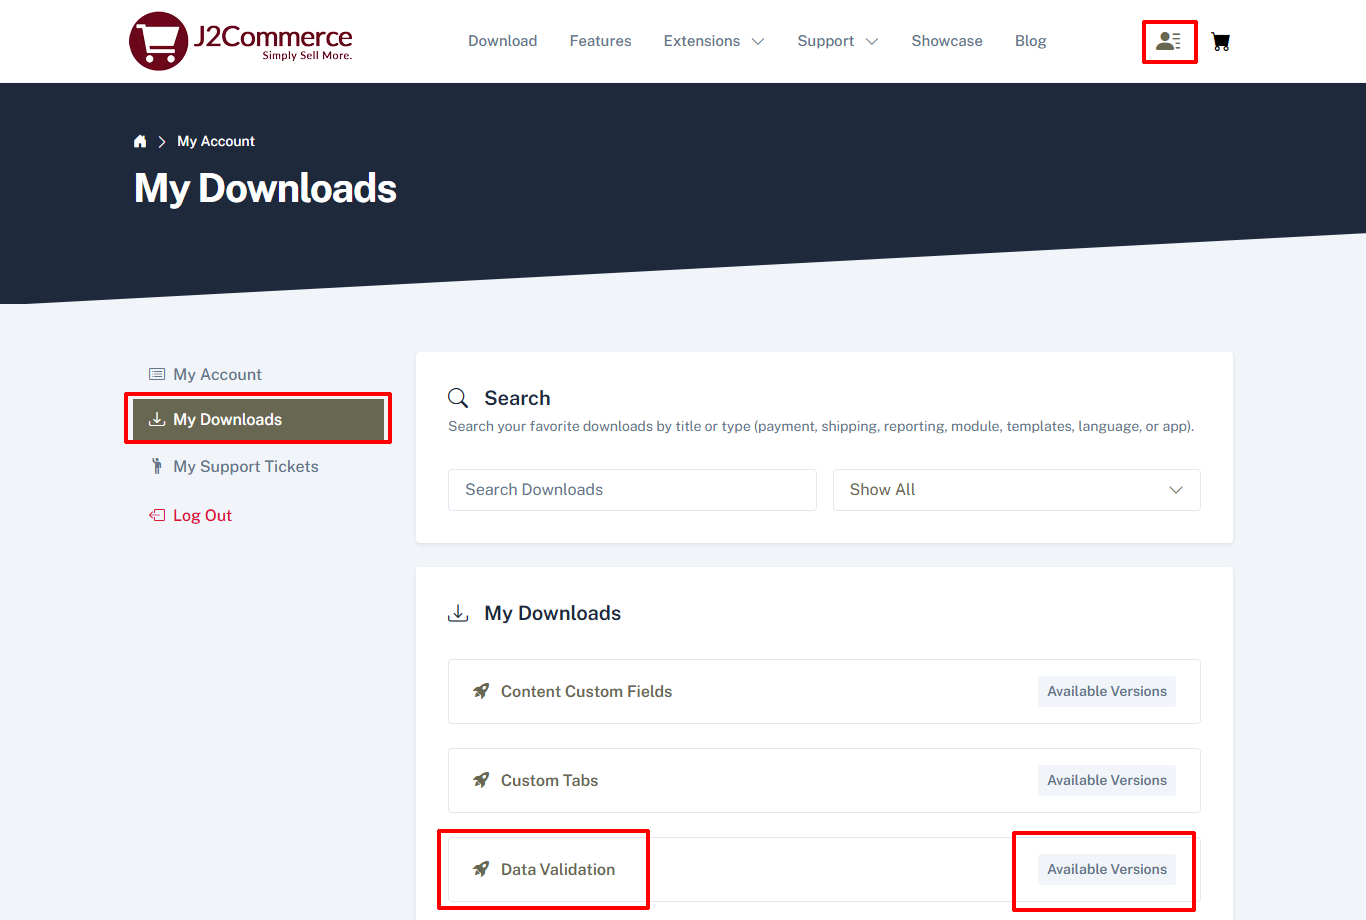 J2Commerce
Simply Sell More.
Download Features Extensions Support Showcase Blog
My Account
My Downloads
My Account
My Downloads
My Support Tickets
Log Out
Search
Search your favorite downloads by title or type (payment, shipping, reporting, module, templates, language, or app).
Search Downloads Show All
My Downloads
Content Custom Fields Available Versions
Custom Tabs Available Versions
Data Validation Available Versions